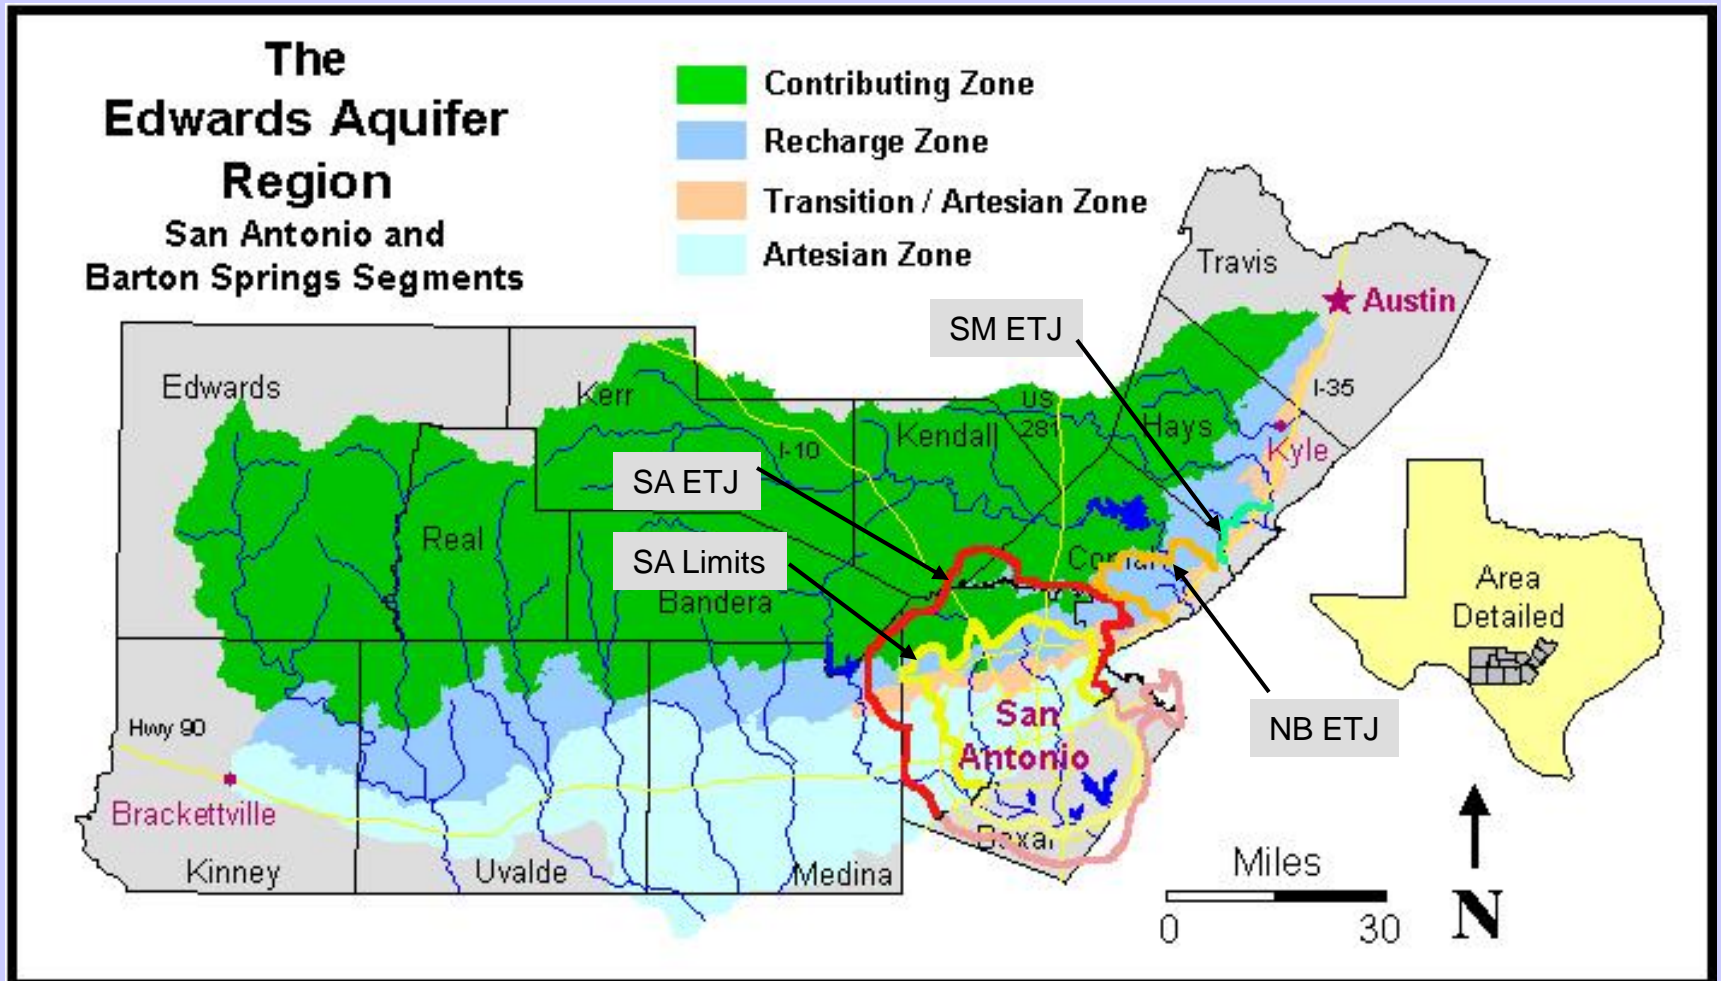 The
Edwards Aquifer
Region
San Antonio and
Barton Springs Segments
Contributing Zone
Recharge Zone
Transition / Artesian Zone
Artesian Zone
Travis
Austin
SM ETJ
I-35
Edwards
Kerr
US
281
Kendall
Hays
Kyle
I-10
SA ETJ
Real
SA Limits
Bandera
Area
Detailed
San
Antonio
NB ETJ
Hwy 90
Brackettville
Kinney
Uvalde
Medina
Bexar
Miles
0
30
N